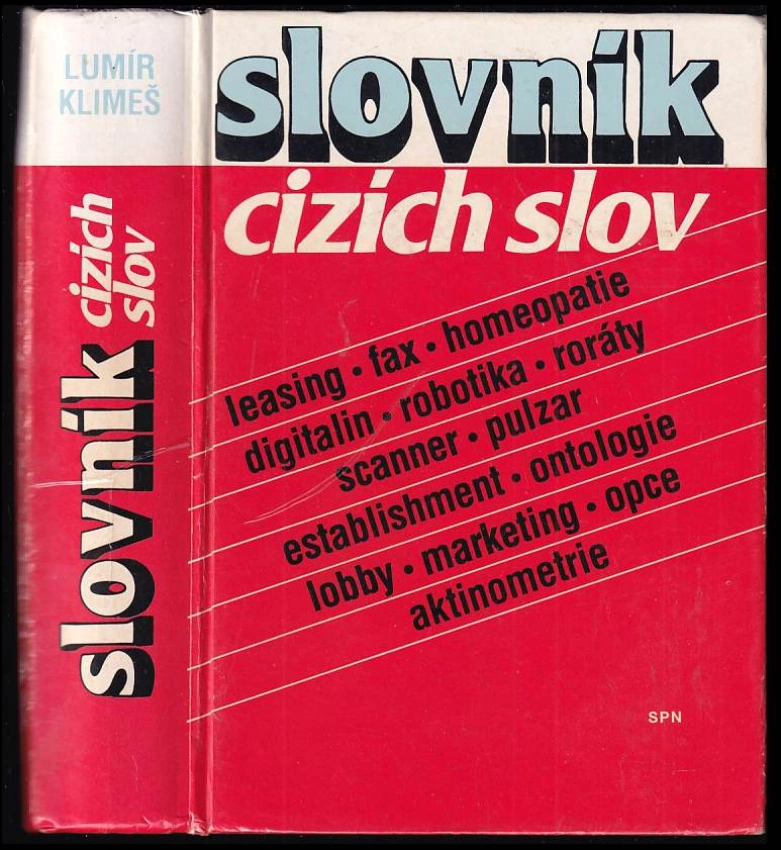 LUMÍR
KLIMEŠ
slovník
cizích
slov
slovník
cizích slov
leasing • fax • homeopatie
digitalin • robotika • roráty
scanner • pulzar
establishment • ontologie
lobby • marketing • opce
aktinometrie
SPN